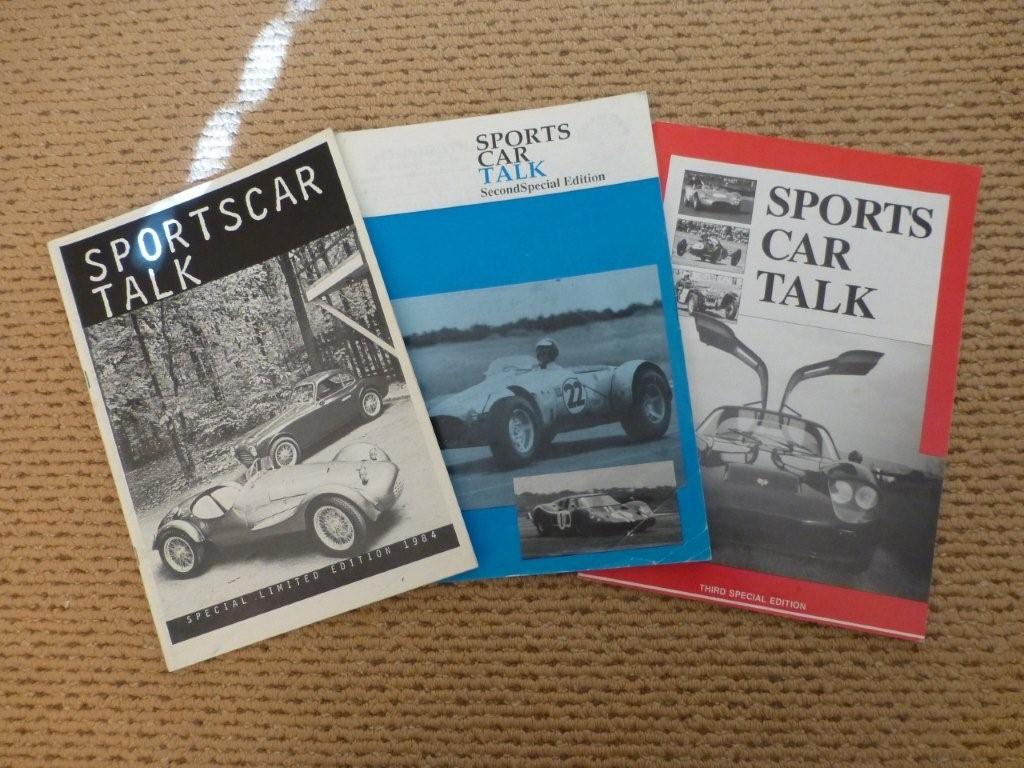 SPORTSCAR
TALK
SPECIAL LIMITED EDITION 1984
SPORTS
CAR
TALK
SecondSpecial Edition
22
SPORTS
CAR
TALK
THIRD SPECIAL EDITION